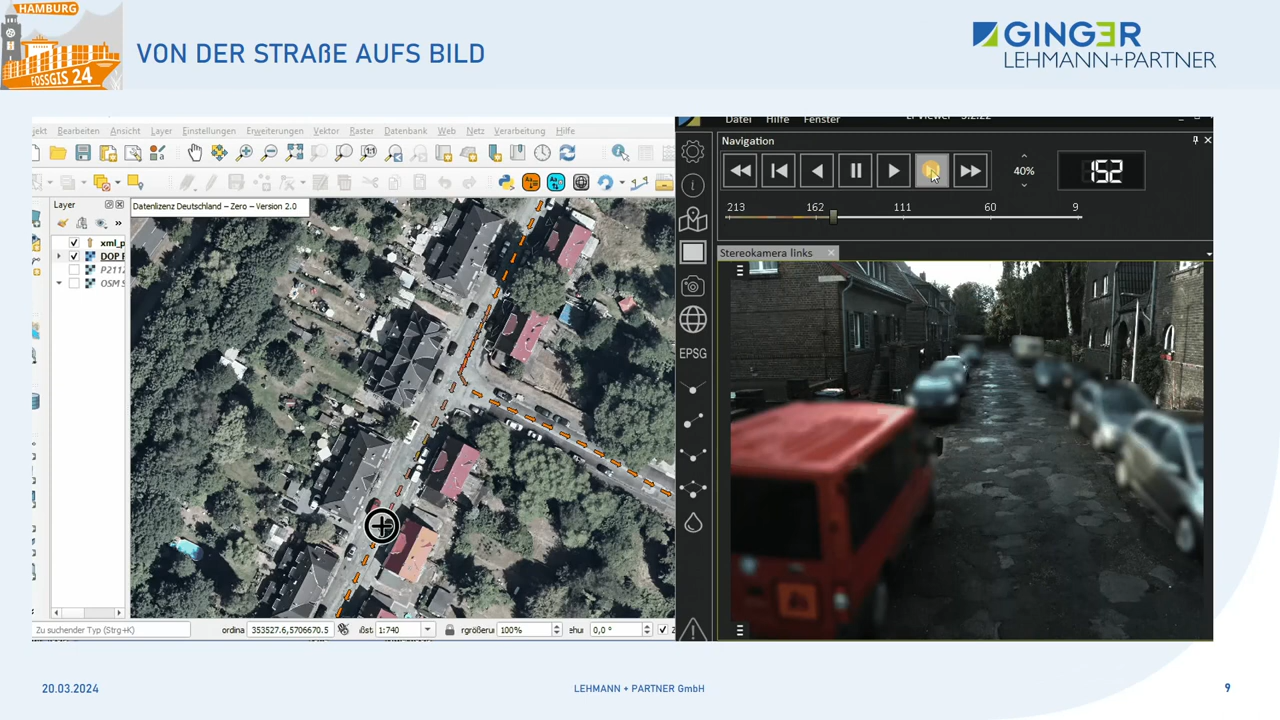 HAMBURG
FOSSGIS 24
VON DER STRAßE AUFS BILD
GINGER
LEHMANN+PARTNER
Bearbeiten Ansicht Layer Einstellungen Erweiterungen Vektor Raster Datenbank Web Netz Verarbeitung Hilfe
Layer
xml_p
DOP F
P2112
OSM S
Datenlizenz Deutschland – Zero – Version 2.0
Zu suchender Typ (Strg+K)
ordina 353527.6,5706670.5 1:740 rgrößeru 100% 0,0 °
Datei Hilfe Fenster
Navigation
40%
152
213 162 111 60 9
Stereokamera links
EPSG
20.03.2024
LEHMANN + PARTNER GmbH
9